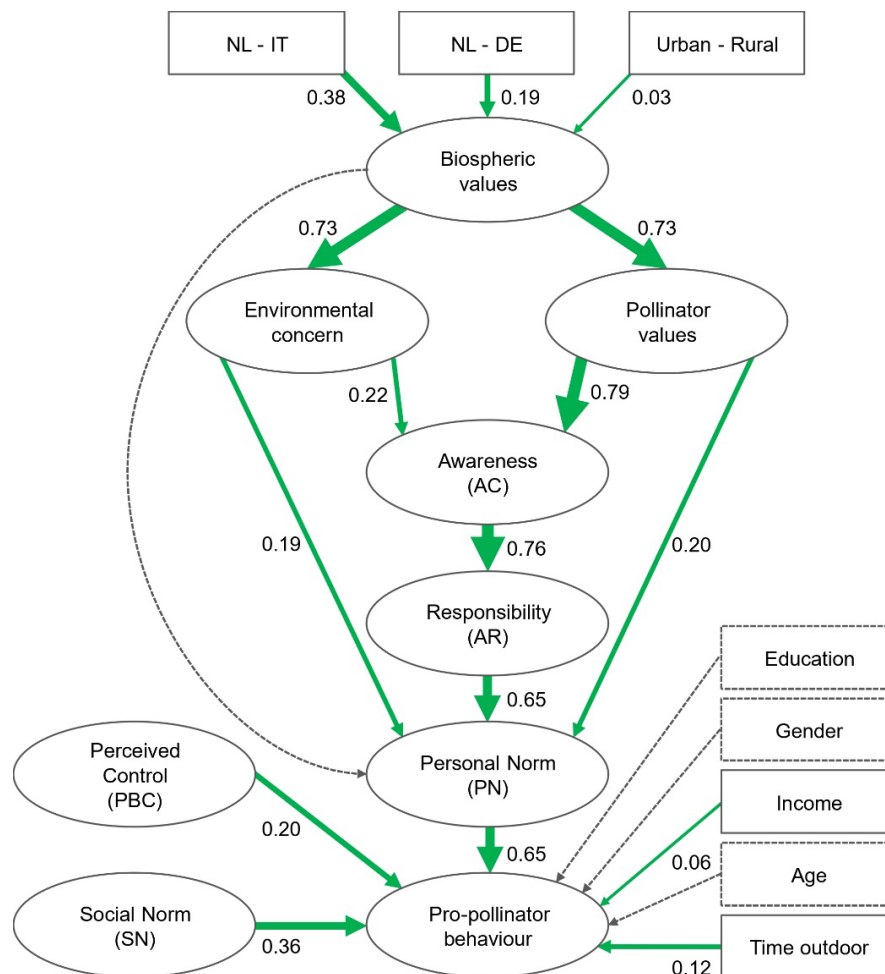 NL - IT
NL - DE
Urban - Rural
0.38
0.19
0.03
Biospheric
values
0.73
0.73
Environmental
concern
Pollinator
values
0.22
0.79
Awareness
(AC)
0.19
0.76
0.20
Responsibility
(AR)
Education
0.65
Gender
Perceived
Control
(PBC)
Personal Norm
(PN)
Income
0.20
0.65
0.06
Age
Social Norm
(SN)
0.36
Pro-pollinator
behaviour
Time outdoor
0.12